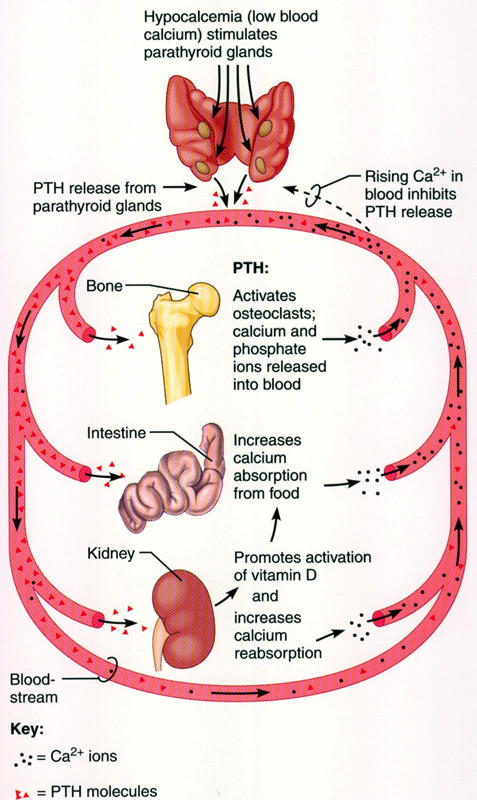 Hypocalcemia (low blood
calcium) stimulates
parathyroid glands
PTH release from
parathyroid glands
Rising Ca²⁺ in
blood inhibits
PTH release
Bone
PTH:
Activates
osteoclasts;
calcium and
phosphate
ions released
into blood
Intestine
Increases
calcium
absorption
from food
Kidney
Promotes activation
of vitamin D
and
increases
calcium
reabsorption
Blood-
stream
Key:
= Ca²⁺ ions
= PTH molecules